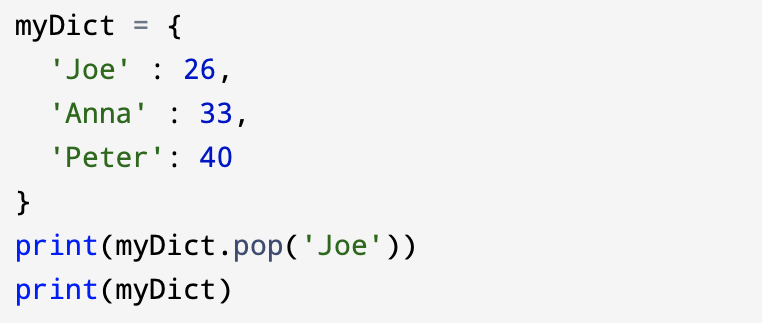 myDict = {
  'Joe' : 26,
  'Anna' : 33,
  'Peter': 40
}
print(myDict.pop('Joe'))
print(myDict)